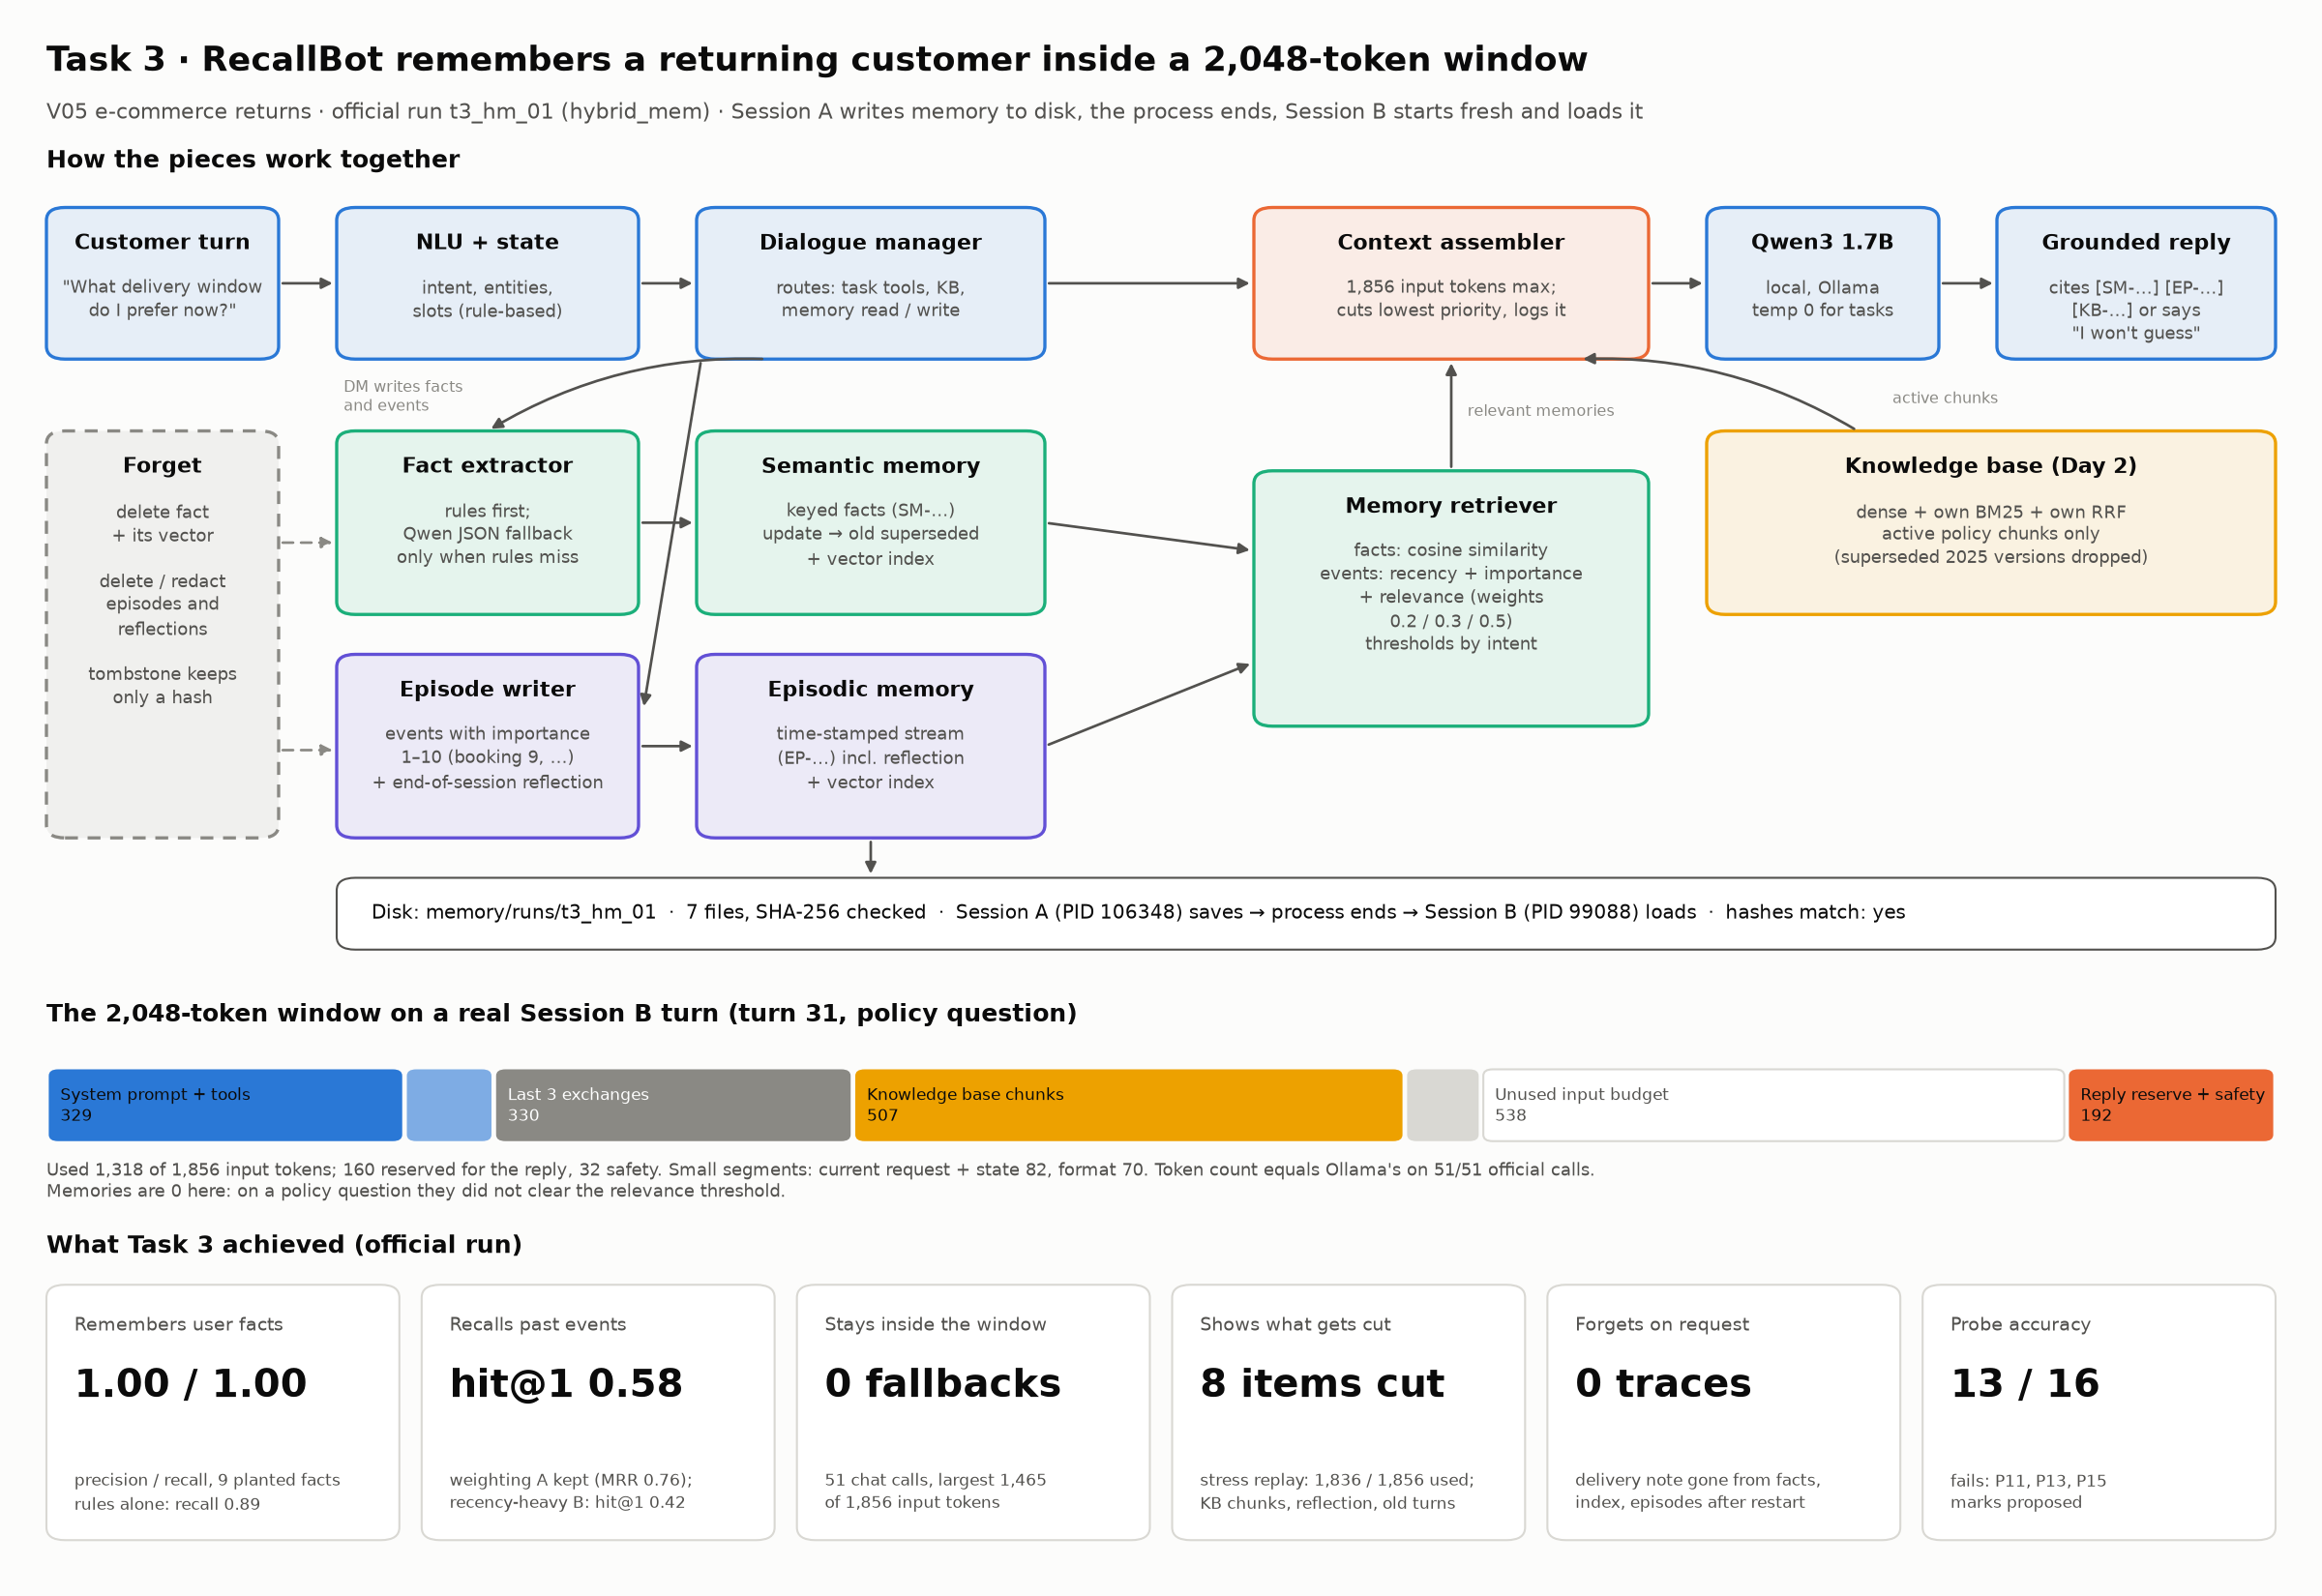 Task 3 · RecallBot remembers a returning customer inside a 2,048-token window
V05 e-commerce returns · official run t3_hm_01 (hybrid_mem) · Session A writes memory to disk, the process ends, Session B starts fresh and loads it
How the pieces work together
Customer turn
"What delivery window
do I prefer now?"
NLU + state
intent, entities,
slots (rule-based)
Dialogue manager
routes: task tools, KB,
memory read / write
Context assembler
1,856 input tokens max;
cuts lowest priority, logs it
Qwen3 1.7B
local, Ollama
temp 0 for tasks
Grounded reply
cites [SM-...] [EP-...]
[KB-...] or says
"I won't guess"
DM writes facts
and events
relevant memories
active chunks
Forget
delete fact
+ its vector
delete / redact
episodes and
reflections
tombstone keeps
only a hash
Fact extractor
rules first;
Qwen JSON fallback
only when rules miss
Semantic memory
keyed facts (SM-...)
update → old superseded
+ vector index
Memory retriever
facts: cosine similarity
events: recency + importance
+ relevance (weights
0.2 / 0.3 / 0.5)
thresholds by intent
Knowledge base (Day 2)
dense + own BM25 + own RRF
active policy chunks only
(superseded 2025 versions dropped)
Episode writer
events with importance
1–10 (booking 9, ...)
+ end-of-session reflection
Episodic memory
time-stamped stream
(EP-...) incl. reflection
+ vector index
Disk: memory/runs/t3_hm_01 · 7 files, SHA-256 checked · Session A (PID 106348) saves → process ends → Session B (PID 99088) loads · hashes match: yes
The 2,048-token window on a real Session B turn (turn 31, policy question)
System prompt + tools
329
Last 3 exchanges
330
Knowledge base chunks
507
Unused input budget
538
Reply reserve + safety
192
Used 1,318 of 1,856 input tokens; 160 reserved for the reply, 32 safety. Small segments: current request + state 82, format 70. Token count equals Ollama's on 51/51 official calls.
Memories are 0 here: on a policy question they did not clear the relevance threshold.
What Task 3 achieved (official run)
Remembers user facts
1.00 / 1.00
precision / recall, 9 planted facts
rules alone: recall 0.89
Recalls past events
hit@1 0.58
weighting A kept (MRR 0.76);
recency-heavy B: hit@1 0.42
Stays inside the window
0 fallbacks
51 chat calls, largest 1,465
of 1,856 input tokens
Shows what gets cut
8 items cut
stress replay: 1,836 / 1,856 used;
KB chunks, reflection, old turns
Forgets on request
0 traces
delivery note gone from facts,
index, episodes after restart
Probe accuracy
13 / 16
fails: P11, P13, P15
marks proposed